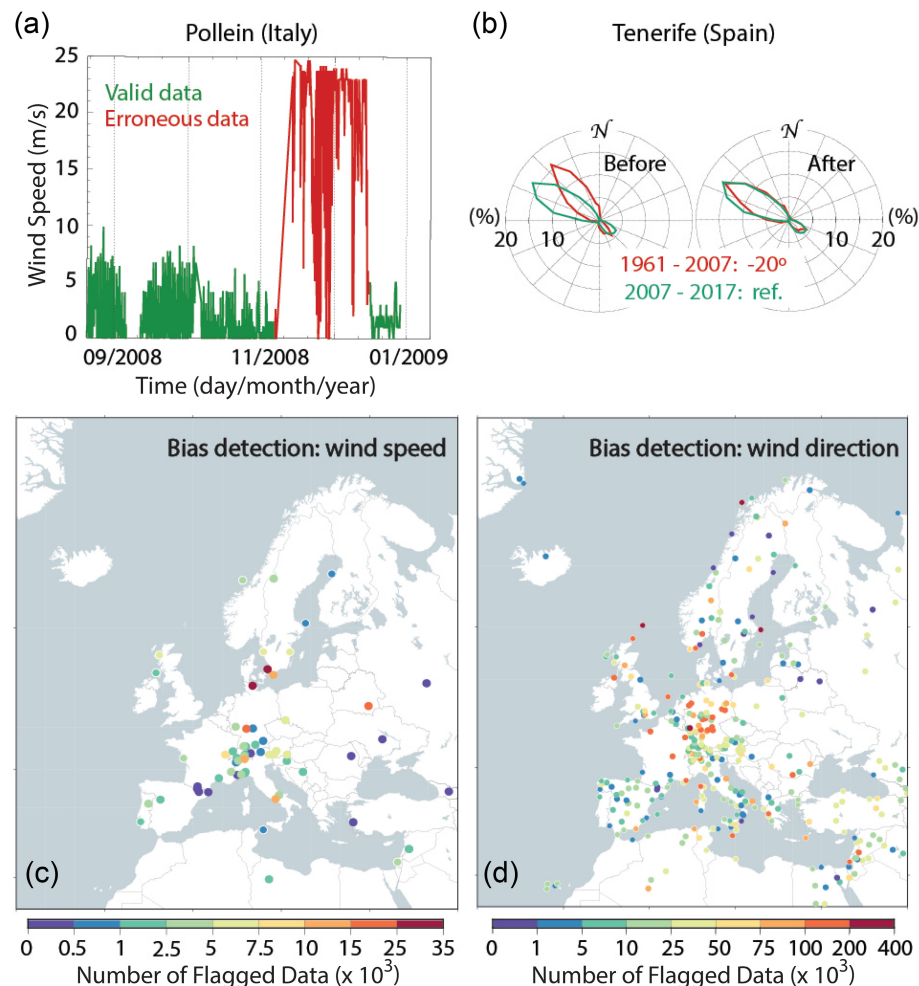 (a)
Pollein (Italy)
25
20
15
10
5
0
Wind Speed (m/s)
Valid data
Erroneous data
09/2008 11/2008 01/2009
Time (day/month/year)
(b)
Tenerife (Spain)
N N
Before After
(%) (%)
20 10 10 20
1961 - 2007: -20º
2007 - 2017: ref.
Bias detection: wind speed
(c)
0 0.5 1 2.5 5 7.5 10 15 25 35
Number of Flagged Data (x 10³)
Bias detection: wind direction
(d)
0 1 5 10 25 50 75 100 200 400
Number of Flagged Data (x 10³)